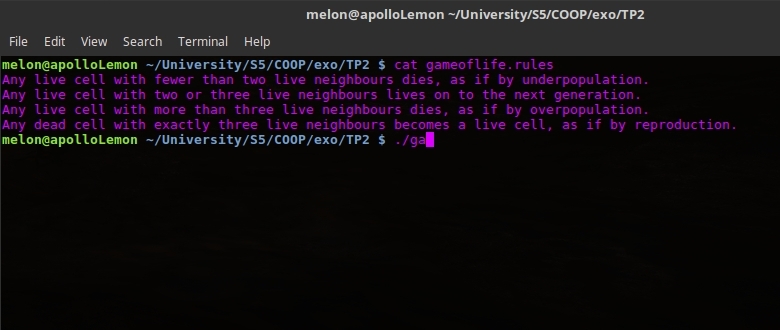 melon@apolloLemon ~/University/S5/COOP/exo/TP2
File Edit View Search Terminal Help
melon@apolloLemon ~/University/S5/COOP/exo/TP2 $ cat gameoflife.rules
Any live cell with fewer than two live neighbours dies, as if by underpopulation.
Any live cell with two or three live neighbours lives on to the next generation.
Any live cell with more than three live neighbours dies, as if by overpopulation.
Any dead cell with exactly three live neighbours becomes a live cell, as if by reproduction.
melon@apolloLemon ~/University/S5/COOP/exo/TP2 $ ./ga